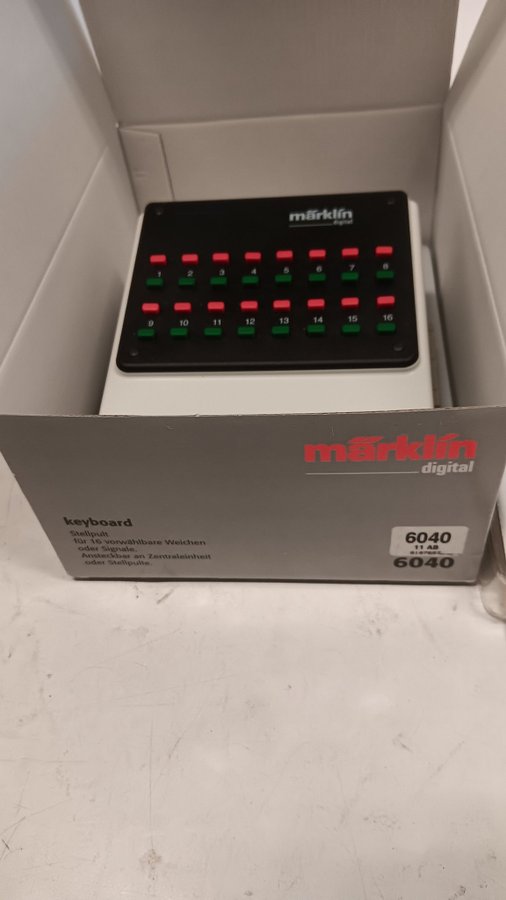 märklin
digital
1 2 3 4 5 6 7 8
9 10 11 12 13 14 15 16
märklin
digital
keyboard
Stellpult
für 16 vorwählbare Weichen
oder Signale.
Ansteckbar an Zentraleinheit
oder Stellpulte.
6040
11 AB
6040